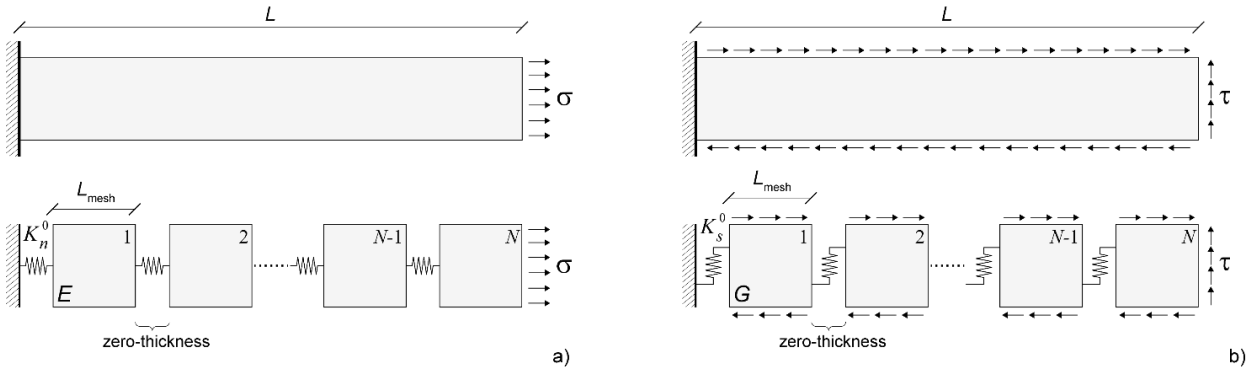 L
σ
L_mesh
K_n^0
1
2
N-1
N
E
σ
zero-thickness
a)
L
τ
L_mesh
K_s^0
1
2
N-1
N
G
τ
zero-thickness
b)